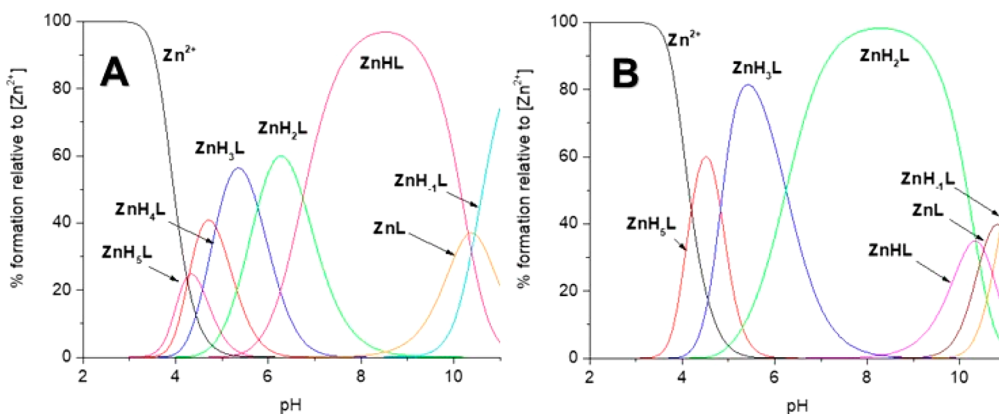 % formation relative to [Zn²⁺]
100
80
60
40
20
0
A
Zn²⁺
ZnHL
ZnH₂L
ZnH₃L
ZnH₄L
ZnH₅L
ZnH₋₁L
ZnL
2
4
6
8
10
pH
% formation relative to [Zn²⁺]
100
80
60
40
20
0
B
Zn²⁺
ZnH₃L
ZnH₂L
ZnH₅L
ZnH₋₁L
ZnL
ZnHL
2
4
6
8
10
pH